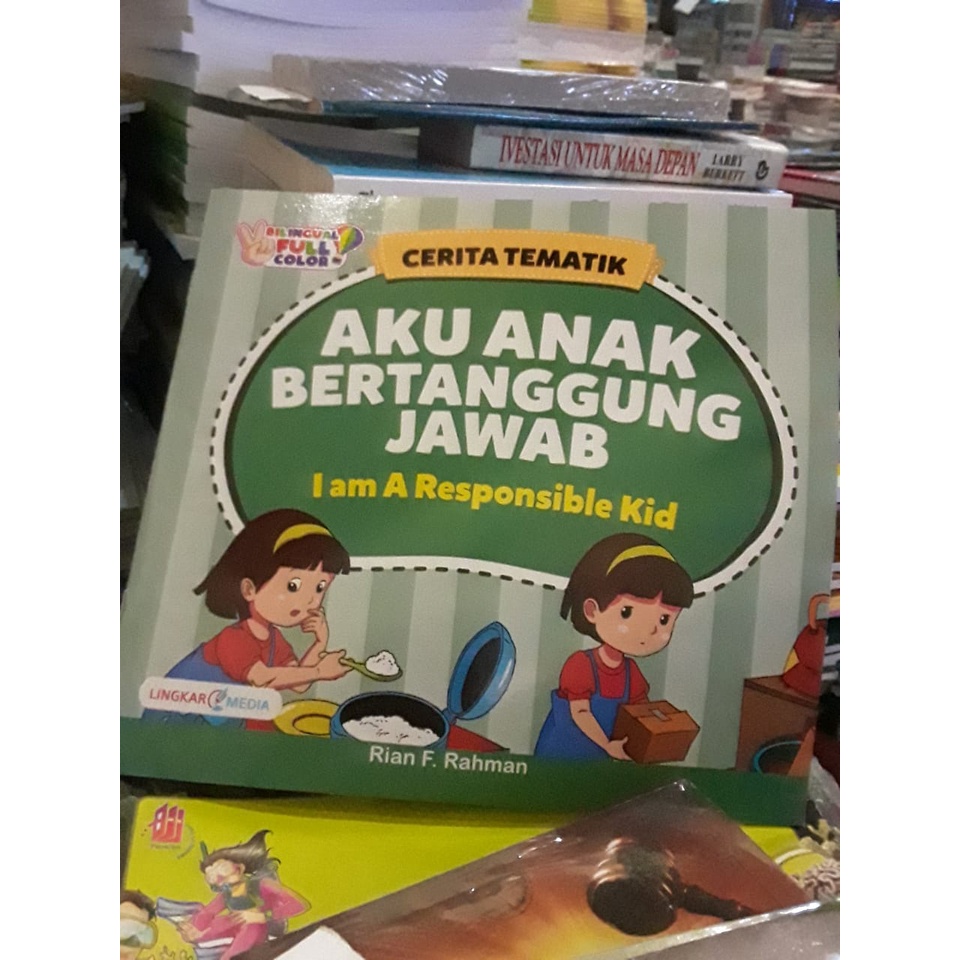 IVESTASI UNTUK MASA DEPAN
LARRY
BURKETT
BILINGUAL
FULL
COLOR
CERITA TEMATIK
AKU ANAK
BERTANGGUNG
JAWAB
I am A Responsible Kid
LINGKAR MEDIA
Rian F. Rahman